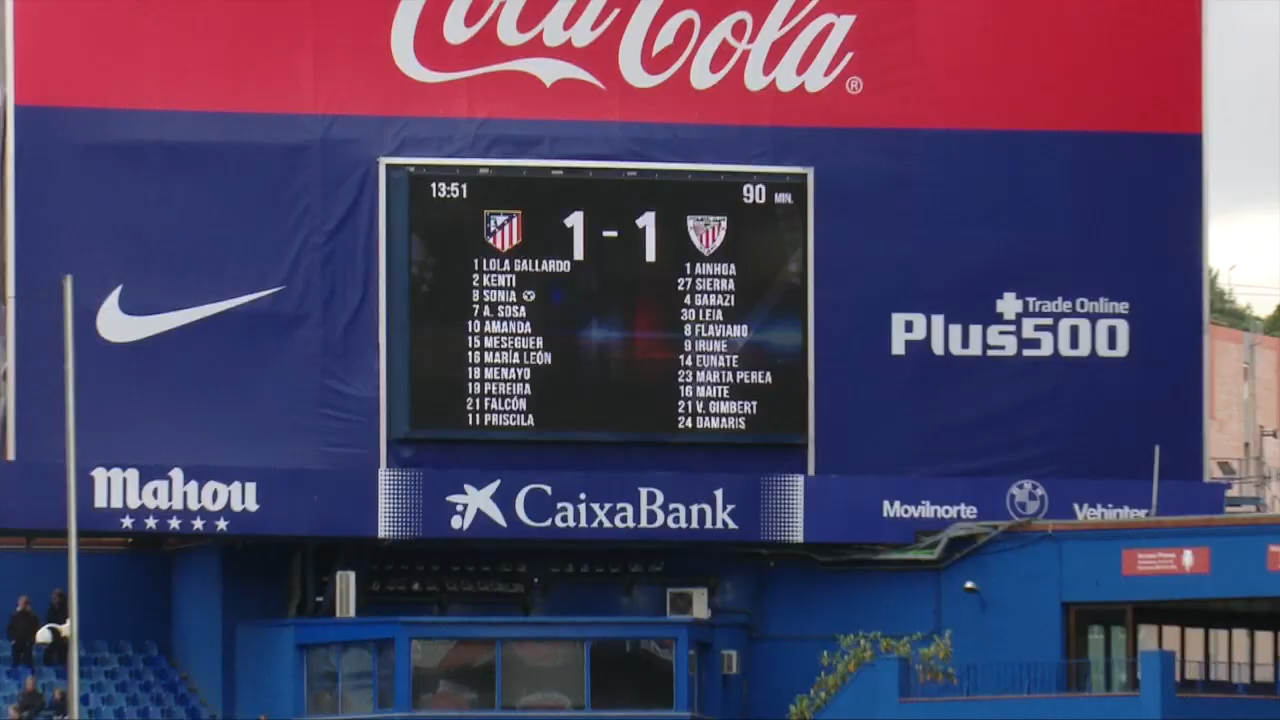 Coca Cola ®
13:51
90 MIN.
1 - 1
1 LOLA GALLARDO
2 KENTI
8 SONIA
7 A. SOSA
10 AMANDA
15 MESEGUER
16 MARÍA LEÓN
18 MENAYO
19 PEREIRA
21 FALCÓN
11 PRISCILA
1 AINHOA
27 SIERRA
4 GARAZI
30 LEIA
8 FLAVIANO
9 IRUNE
14 EUNATE
23 MARTA PEREA
16 MAITE
21 V. GIMBERT
24 DAMARIS
Trade Online
Plus500
Mahou
CaixaBank
Movilnorte
BMW
Vehinter